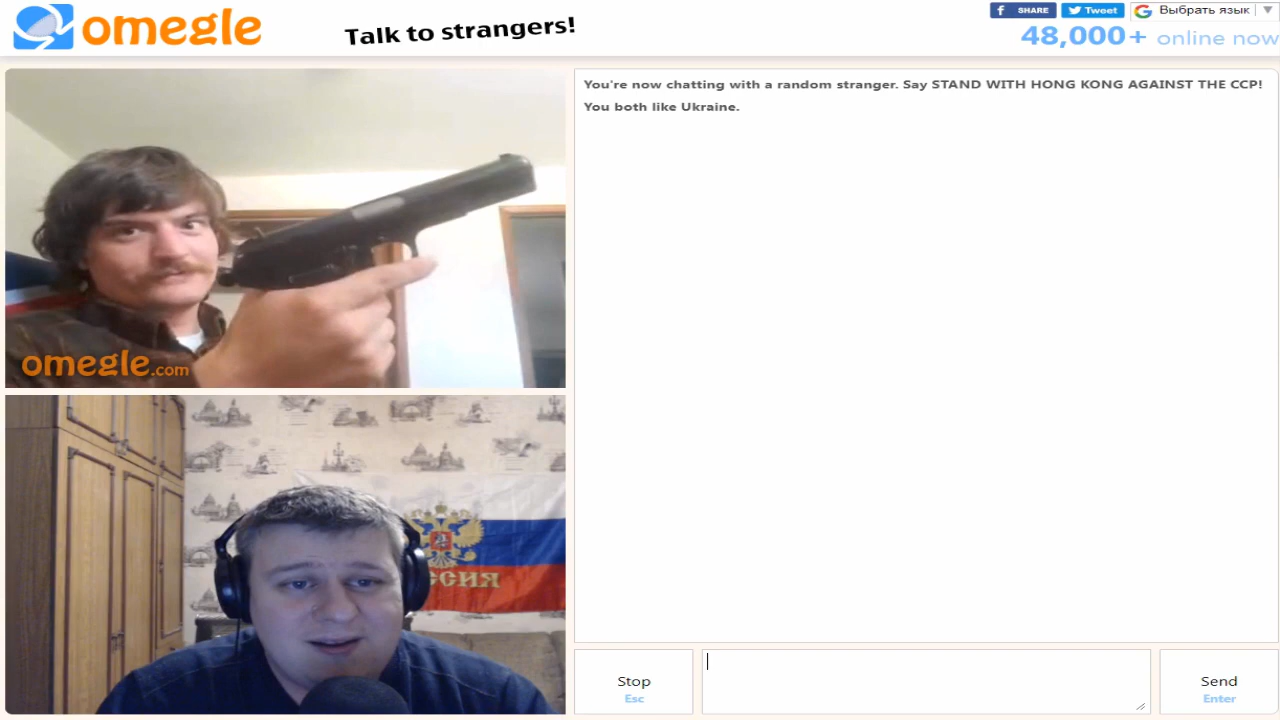 omegle
Talk to strangers!
f SHARE
Tweet
G Выбрать язык ▼
48,000+ online now
You're now chatting with a random stranger. Say STAND WITH HONG KONG AGAINST THE CCP!
You both like Ukraine.
omegle.com
ССИЯ
Stop
Esc
Send
Enter